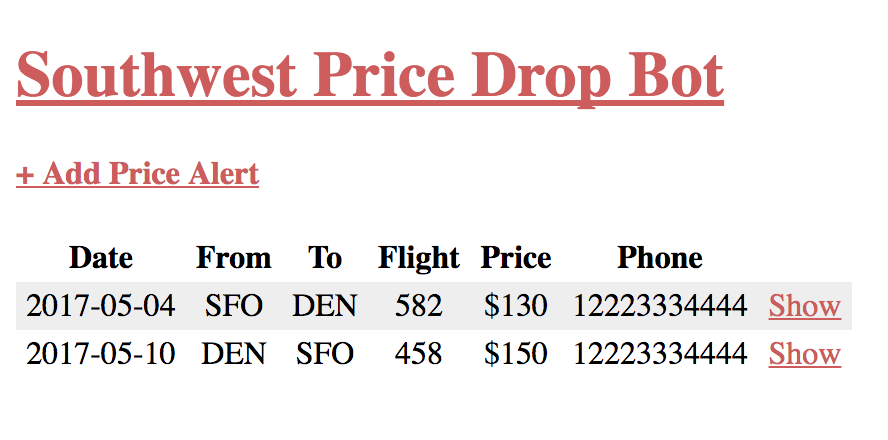 Southwest Price Drop Bot
+ Add Price Alert
Date From To Flight Price Phone
2017-05-04 SFO DEN 582 $130 12223334444 Show
2017-05-10 DEN SFO 458 $150 12223334444 Show